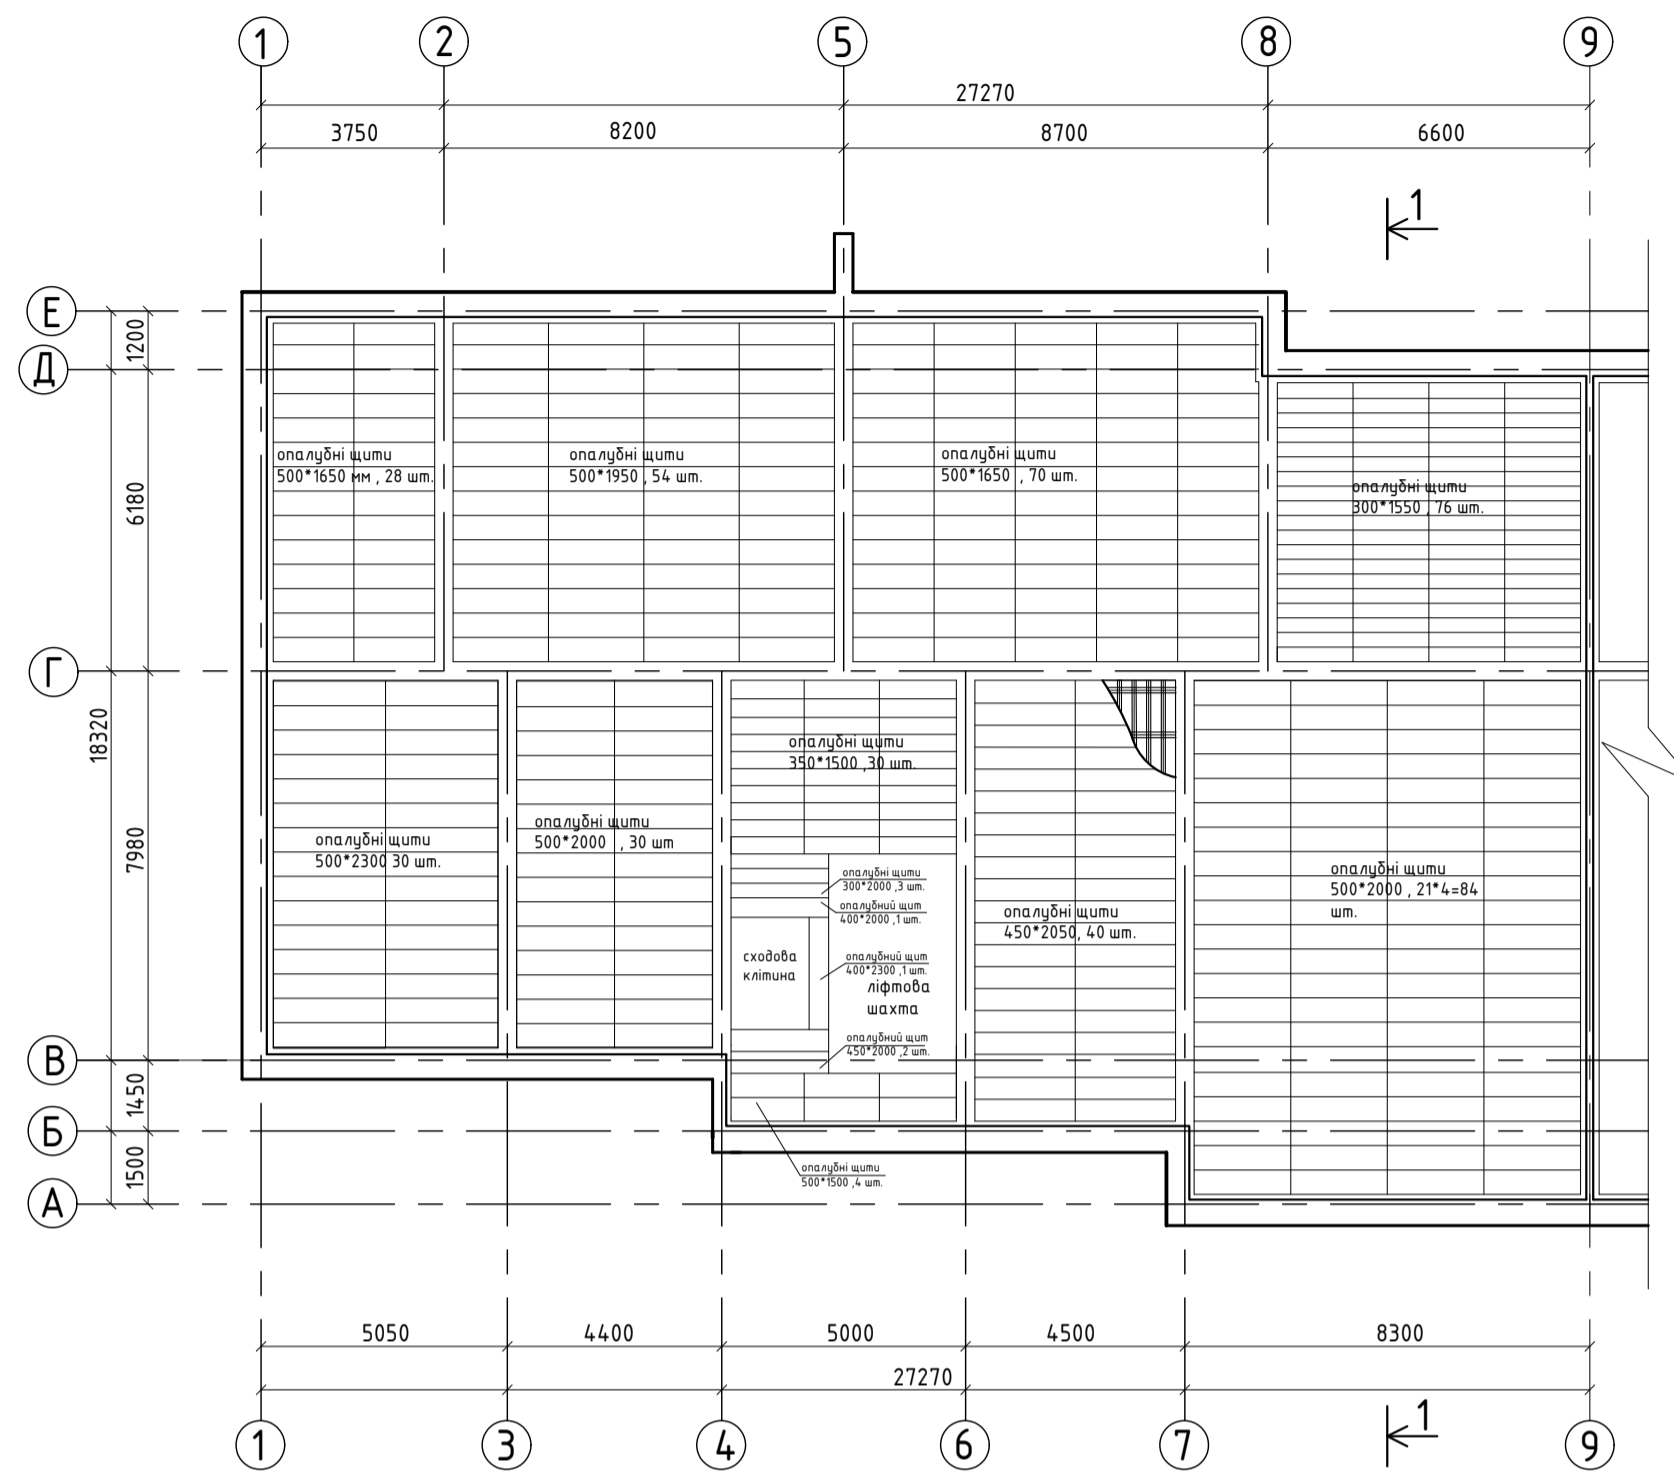 1 2 5 8 9
27270
3750 8200 8700 6600
1
Е
1200
Д
опалубні щити
500*1650 мм , 28 шт.
опалубні щити
500*1950 , 54 шт.
опалубні щити
500*1650 , 70 шт.
опалубні щити
300*1550 , 76 шт.
6180
Г
18320
7980
опалубні щити
350*1500 ,30 шт.
опалубні щити
500*2300 30 шт.
опалубні щити
500*2000 , 30 шт
опалубні щити
300*2000 ,3 шт.
опалубний щит
400*2000 ,1 шт.
сходова
клітина
опалубний щит
400*2300 ,1 шт.
ліфтова
шахта
опалубний щит
450*2000 ,2 шт.
опалубні щити
450*2050, 40 шт.
опалубні щити
500*2000 , 21*4=84
шт.
В
1450
Б
1500
А
опалубні щити
500*1500 ,4 шт.
5050 4400 5000 4500 8300
27270
1
1 3 4 6 7 9